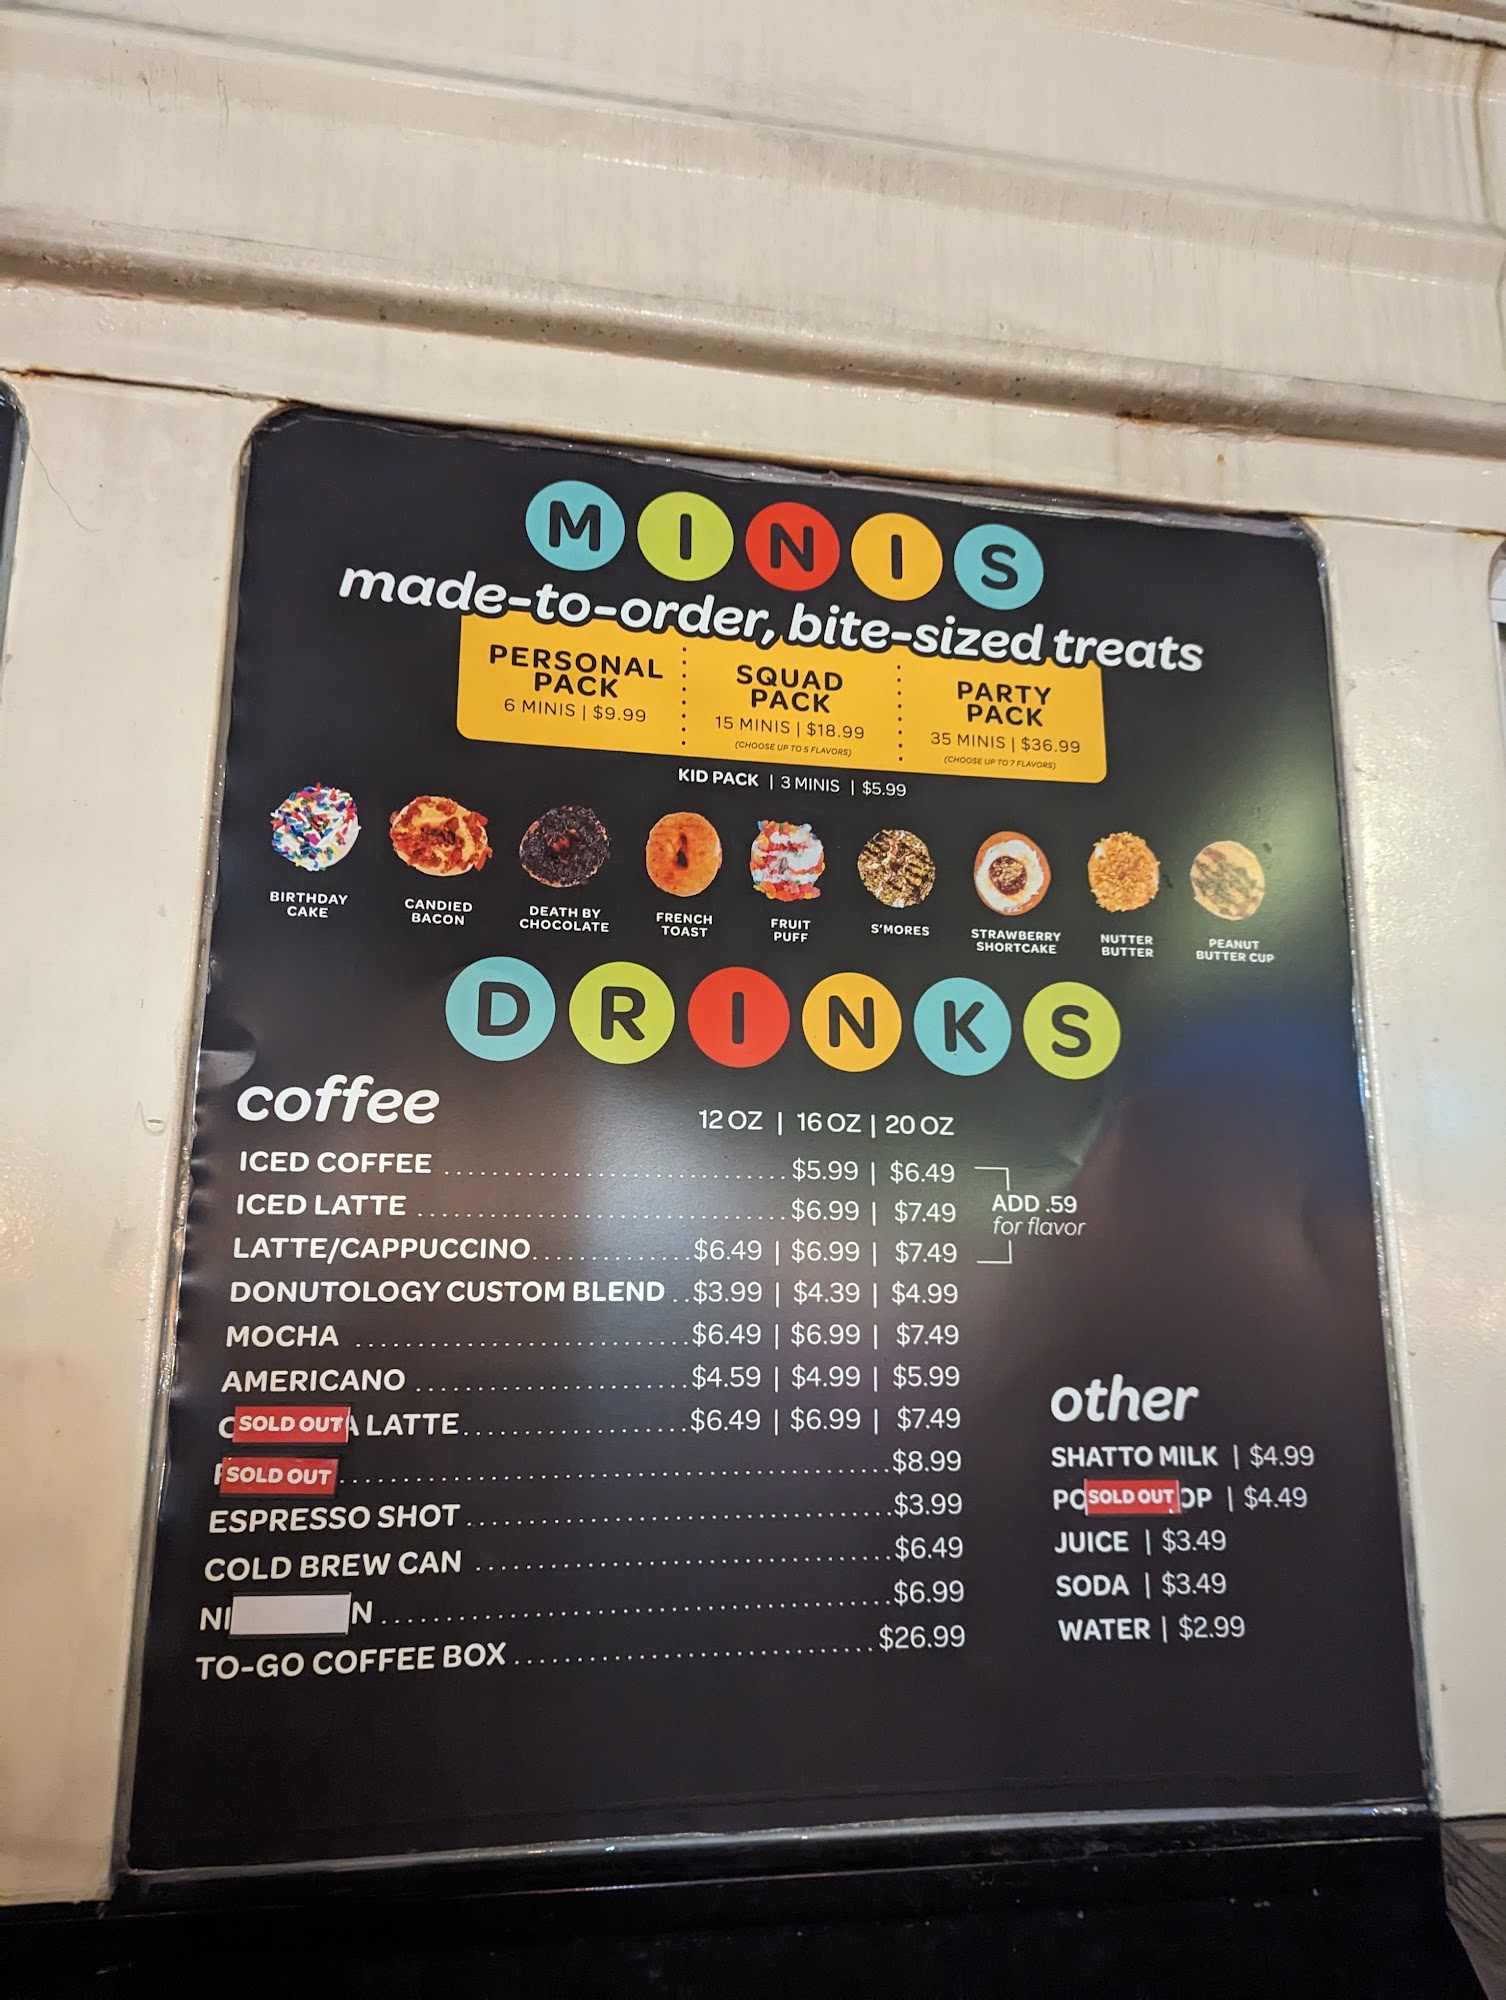 MINIS
made-to-order, bite-sized treats
PERSONAL
PACK
6 MINIS | $9.99
SQUAD
PACK
15 MINIS | $18.99
(CHOOSE UP TO 5 FLAVORS)
PARTY
PACK
35 MINIS | $36.99
(CHOOSE UP TO 7 FLAVORS)
KID PACK | 3 MINIS | $5.99
BIRTHDAY
CAKE
CANDIED
BACON
DEATH BY
CHOCOLATE
FRENCH
TOAST
FRUIT
PUFF
S'MORES
STRAWBERRY
SHORTCAKE
NUTTER
BUTTER
PEANUT
BUTTER CUP
DRINKS
coffee
12 OZ | 16 OZ | 20 OZ
ICED COFFEE $5.99 | $6.49
ICED LATTE $6.99 | $7.49
LATTE/CAPPUCCINO $6.49 | $6.99 | $7.49
ADD .59
for flavor
DONUTOLOGY CUSTOM BLEND $3.99 | $4.39 | $4.99
MOCHA $6.49 | $6.99 | $7.49
AMERICANO $4.59 | $4.99 | $5.99
SOLD OUT LATTE $6.49 | $6.99 | $7.49
SOLD OUT $8.99
ESPRESSO SHOT $3.99
COLD BREW CAN $6.49
$6.99
TO-GO COFFEE BOX $26.99
other
SHATTO MILK | $4.99
SOLD OUT | $4.49
JUICE | $3.49
SODA | $3.49
WATER | $2.99